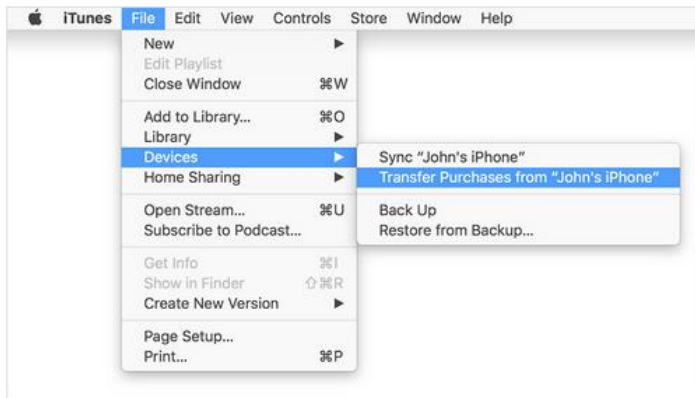 iTunes File Edit View Controls Store Window Help
New
Edit Playlist
Close Window ⌘W
Add to Library... ⌘O
Library
Devices
Home Sharing
Open Stream... ⌘U
Subscribe to Podcast...
Get Info ⌘I
Show in Finder ⇧⌘R
Create New Version
Page Setup...
Print... ⌘P
Sync “John's iPhone”
Transfer Purchases from “John's iPhone”
Back Up
Restore from Backup...